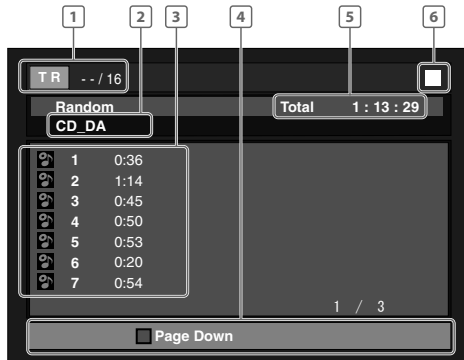 1 2 3 4 5 6
TR - - / 16
Random Total 1 : 13 : 29
CD_DA
1 0:36
2 1:14
3 0:45
4 0:50
5 0:53
6 0:20
7 0:54
1 / 3
Page Down